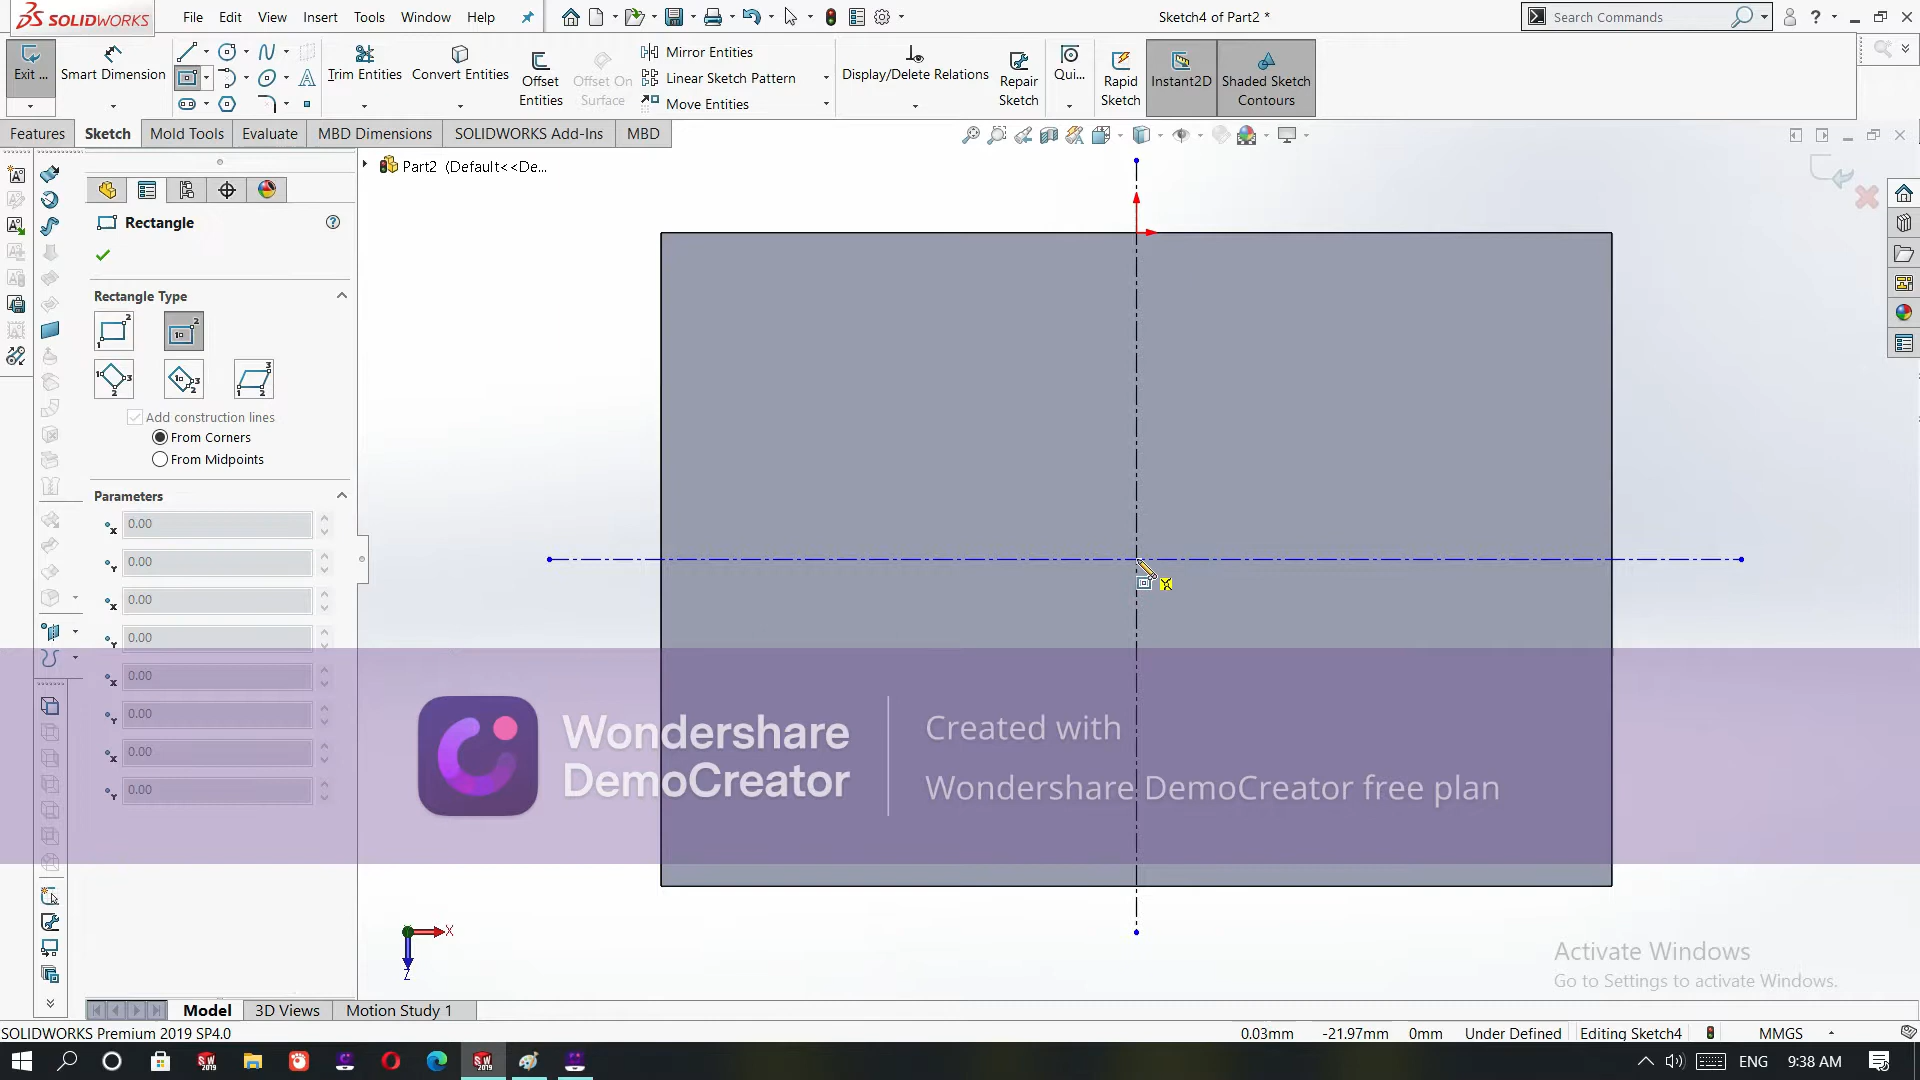 SOLIDWORKS
File Edit View Insert Tools Window Help
Sketch4 of Part2 *
Search Commands
Exit ...
Smart Dimension
Trim Entities
Convert Entities
Offset Entities
Offset On Surface
Mirror Entities
Linear Sketch Pattern
Move Entities
Display/Delete Relations
Repair Sketch
Qui...
Rapid Sketch
Instant2D
Shaded Sketch Contours
Features Sketch Mold Tools Evaluate MBD Dimensions SOLIDWORKS Add-Ins MBD
Part2 (Default<<De...
Rectangle
Rectangle Type
Add construction lines
From Corners
From Midpoints
Parameters
0.00
0.00
0.00
0.00
0.00
0.00
0.00
0.00
Wondershare
DemoCreator
Created with
Wondershare DemoCreator free plan
X
Z
Activate Windows
Go to Settings to activate Windows.
Model 3D Views Motion Study 1
SOLIDWORKS Premium 2019 SP4.0
0.03mm -21.97mm 0mm Under Defined Editing Sketch4 MMGS
ENG 9:38 AM